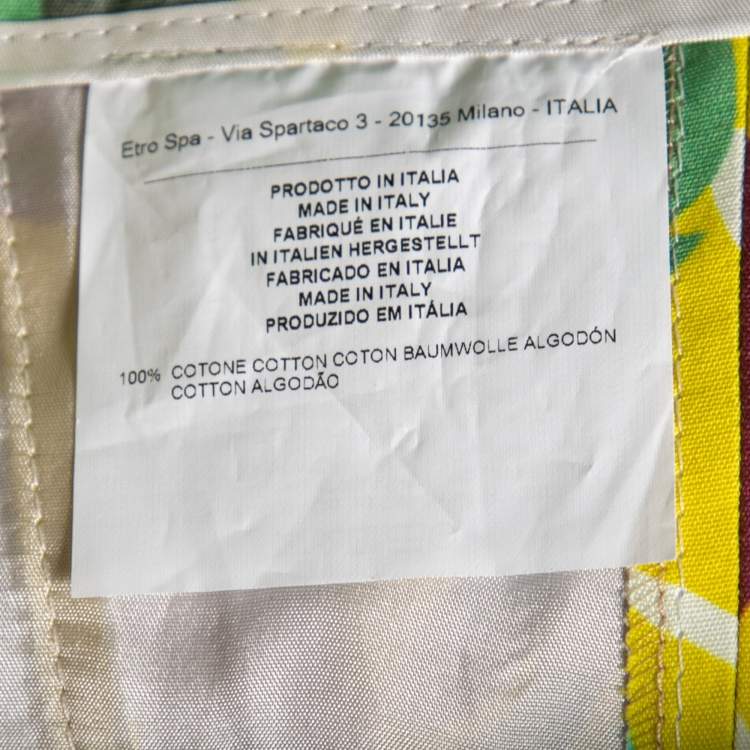 Etro Spa - Via Spartaco 3 - 20135 Milano - ITALIA
PRODOTTO IN ITALIA
MADE IN ITALY
FABRIQUÉ EN ITALIE
IN ITALIEN HERGESTELLT
FABRICADO EN ITALIA
MADE IN ITALY
PRODUZIDO EM ITÁLIA
100% COTONE COTTON COTON BAUMWOLLE ALGODÓN
COTTON ALGODÃO